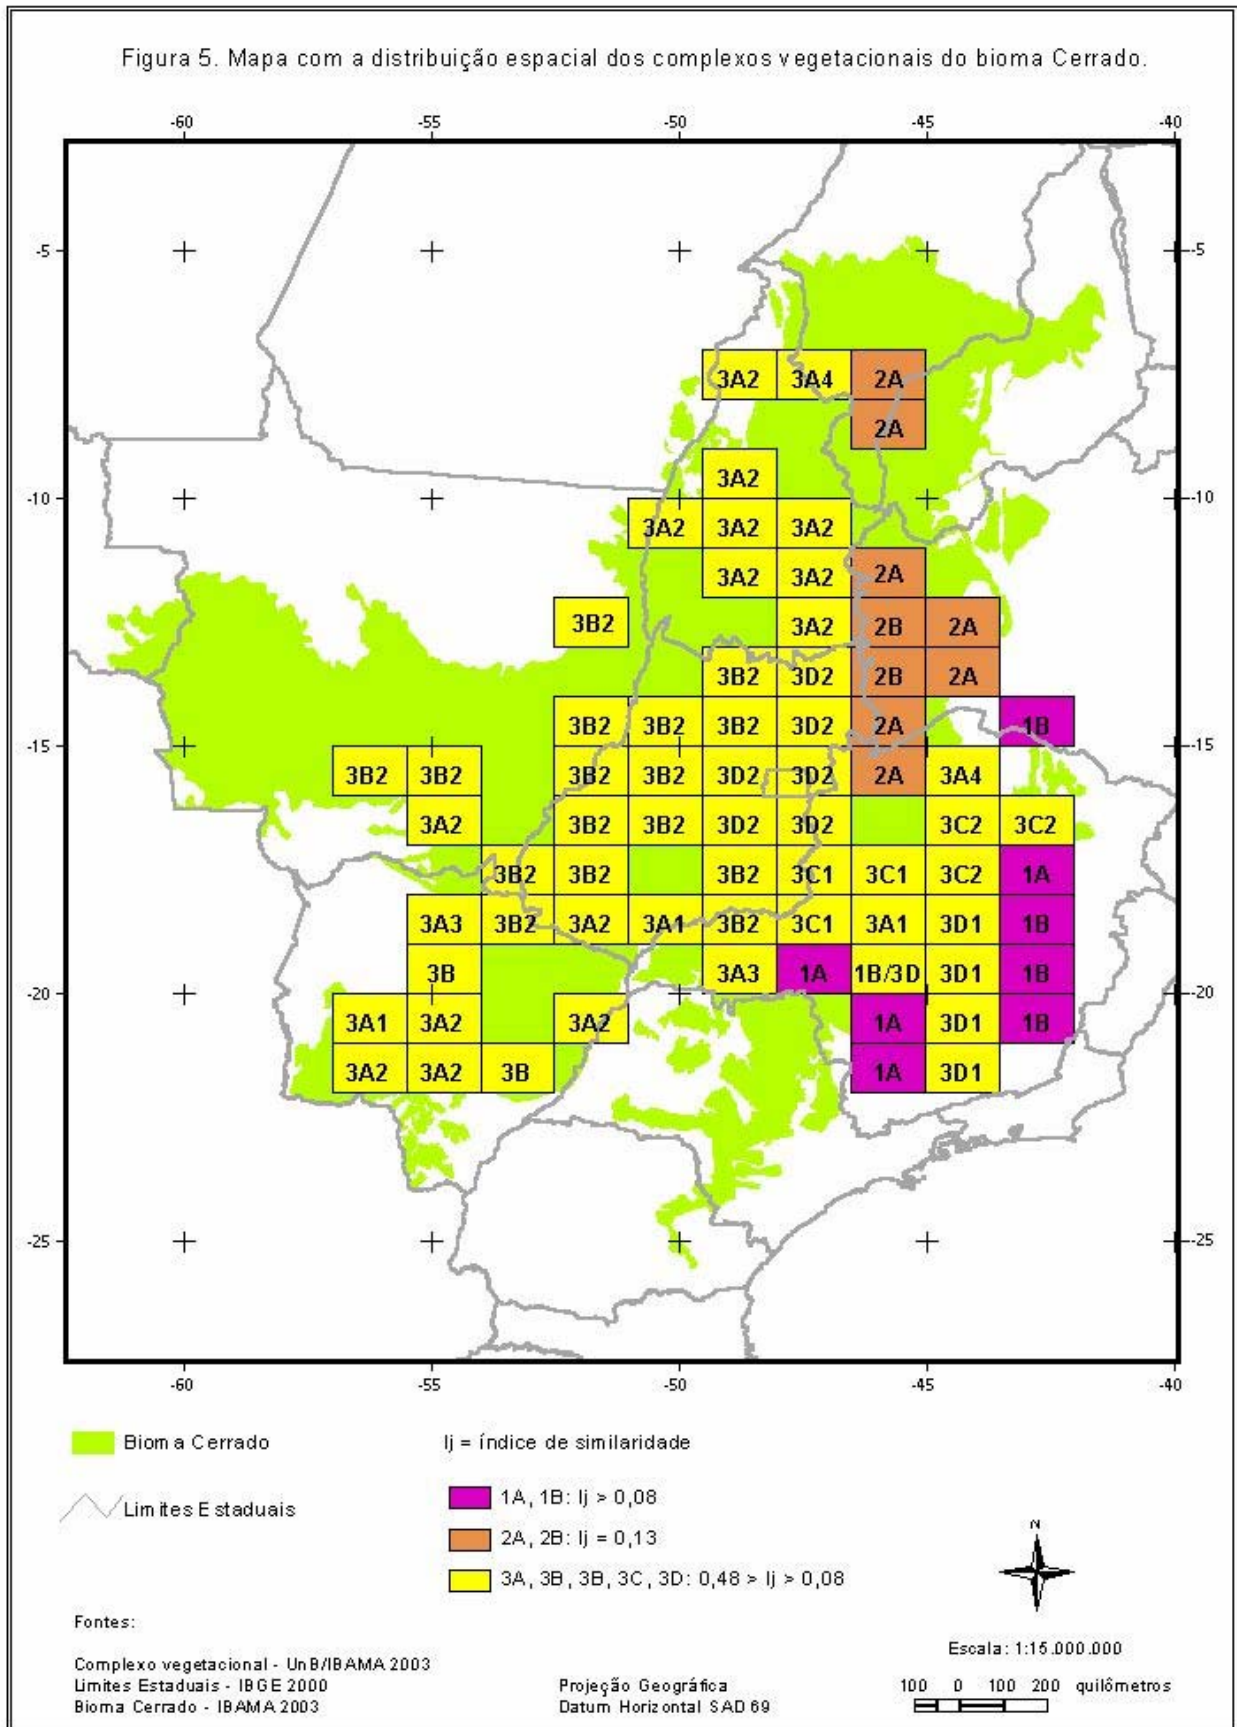 Figura 5. Mapa com a distribuição espacial dos complexos vegetacionais do bioma Cerrado.
-60 -55 -50 -45 -40
-5 -5
3A2 3A4 2A
2A
3A2
-10 -10
3A2 3A2 3A2
3A2 3A2 2A
3B2 3A2 2B 2A
3B2 3D2 2B 2A
3B2 3B2 3B2 3D2 2A 1B
-15 -15
3B2 3B2 3B2 3B2 3D2 3D2 2A 3A4
3A2 3B2 3B2 3D2 3D2 3C2 3C2
3B2 3B2 3B2 3C1 3C1 3C2 1A
3A3 3B2 3A2 3A1 3B2 3C1 3A1 3D1 1B
3B 3A3 1A 1B/3D 3D1 1B
-20 -20
3A1 3A2 3A2 1A 3D1 1B
3A2 3A2 3B 1A 3D1
-25 -25
-60 -55 -50 -45 -40
Bioma Cerrado
Ij = índice de similaridade
Limites Estaduais
1A, 1B: Ij > 0,08
2A, 2B: Ij = 0,13
3A, 3B, 3B, 3C, 3D: 0,48 > Ij > 0,08
N
Fontes:
Complexo vegetacional - UnB/IBAMA 2003
Limites Estaduais - IBGE 2000
Bioma Cerrado - IBAMA 2003
Projeção Geográfica
Datum Horizontal SAD 69
Escala: 1:15.000.000
100 0 100 200 quilômetros